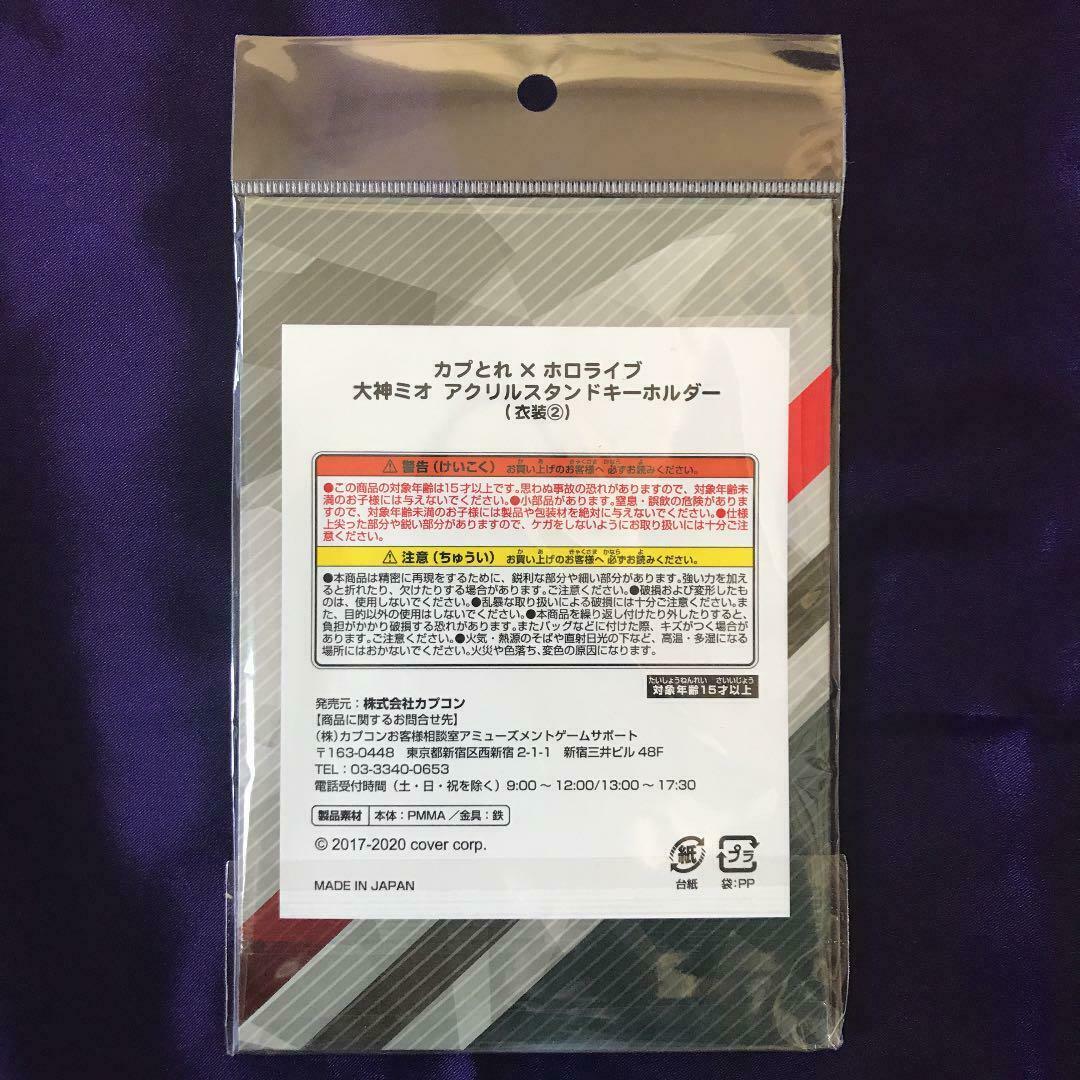 カプとれ × ホロライブ
大神ミオ アクリルスタンドキーホルダー
(衣装②)
⚠ 警告(けいこく) お買い上げのお客様へ 必ずお読みください。
●この商品の対象年齢は15才以上です。思わぬ事故の恐れがありますので、対象年齢未
満のお子様には与えないでください。●小部品があります。窒息・誤飲の危険がありま
すので、対象年齢未満のお子様には製品や包装材を絶対に与えないでください。●仕様
上尖った部分や鋭い部分がありますので、ケガをしないようにお取り扱いには十分ご注
意ください。
⚠ 注意(ちゅうい) お買い上げのお客様へ 必ずお読みください。
●本商品は精密に再現をするために、鋭利な部分や細い部分があります。強い力を加え
ると折れたり、欠けたりする場合があります。ご注意ください。●破損および変形したも
のは、使用しないでください。●乱暴な取り扱いによる破損には十分ご注意ください。ま
た、目的以外の使用はしないでください。●本商品を繰り返し付けたり外したりすると、
負担がかかり破損する恐れがあります。またバッグなどに付けた際、キズがつく場合が
あります。ご注意ください。●火気・熱源のそばや直射日光の下など、高温・多湿になる
場所にはおかないでください。火災や色落ち、変色の原因になります。
たいしょうねんれい さいいじょう
対象年齢15才以上
発売元:株式会社カプコン
【商品に関するお問合せ先】
(株)カプコンお客様相談室アミューズメントゲームサポート
〒163-0448 東京都新宿区西新宿 2-1-1 新宿三井ビル 48F
TEL:03-3340-0653
電話受付時間(土・日・祝を除く)9:00~12:00/13:00~17:30
製品素材 本体:PMMA/金具:鉄
© 2017-2020 cover corp.
紙 プラ
台紙 袋:PP
MADE IN JAPAN